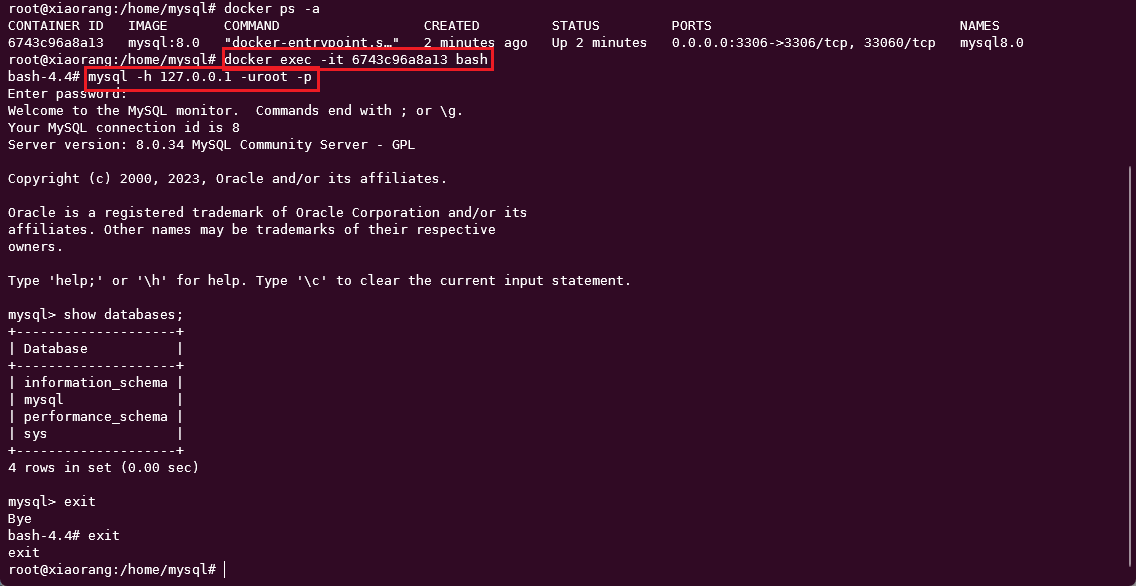 root@xiaorang:/home/mysql# docker ps -a
CONTAINER ID   IMAGE       COMMAND                  CREATED         STATUS         PORTS                               NAMES
6743c96a8a13   mysql:8.0   "docker-entrypoint.s…"   2 minutes ago   Up 2 minutes   0.0.0.0:3306->3306/tcp, 33060/tcp   mysql8.0
root@xiaorang:/home/mysql# docker exec -it 6743c96a8a13 bash
bash-4.4# mysql -h 127.0.0.1 -uroot -p
Enter password:
Welcome to the MySQL monitor.  Commands end with ; or \g.
Your MySQL connection id is 8
Server version: 8.0.34 MySQL Community Server - GPL

Copyright (c) 2000, 2023, Oracle and/or its affiliates.

Oracle is a registered trademark of Oracle Corporation and/or its
affiliates. Other names may be trademarks of their respective
owners.

Type 'help;' or '\h' for help. Type '\c' to clear the current input statement.

mysql> show databases;
+--------------------+
| Database           |
+--------------------+
| information_schema |
| mysql              |
| performance_schema |
| sys                |
+--------------------+
4 rows in set (0.00 sec)

mysql> exit
Bye
bash-4.4# exit
exit
root@xiaorang:/home/mysql#